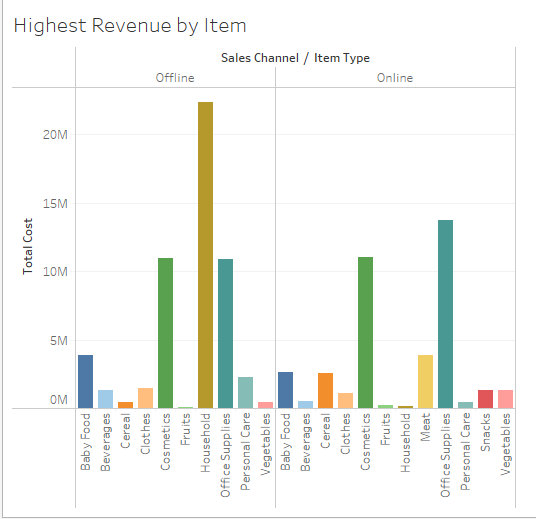 Highest Revenue by Item
Sales Channel / Item Type
Offline
Online
Total Cost
20M
15M
10M
5M
0M
Baby Food
Beverages
Cereal
Clothes
Cosmetics
Fruits
Household
Office Supplies
Personal Care
Vegetables
Baby Food
Beverages
Cereal
Clothes
Cosmetics
Fruits
Household
Meat
Office Supplies
Personal Care
Snacks
Vegetables